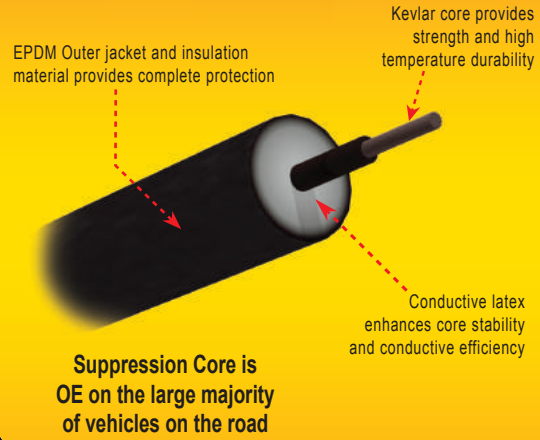 Kevlar core provides
strength and high
temperature durability
EPDM Outer jacket and insulation
material provides complete protection
Conductive latex
enhances core stability
and conductive efficiency
Suppression Core is
OE on the large majority
of vehicles on the road